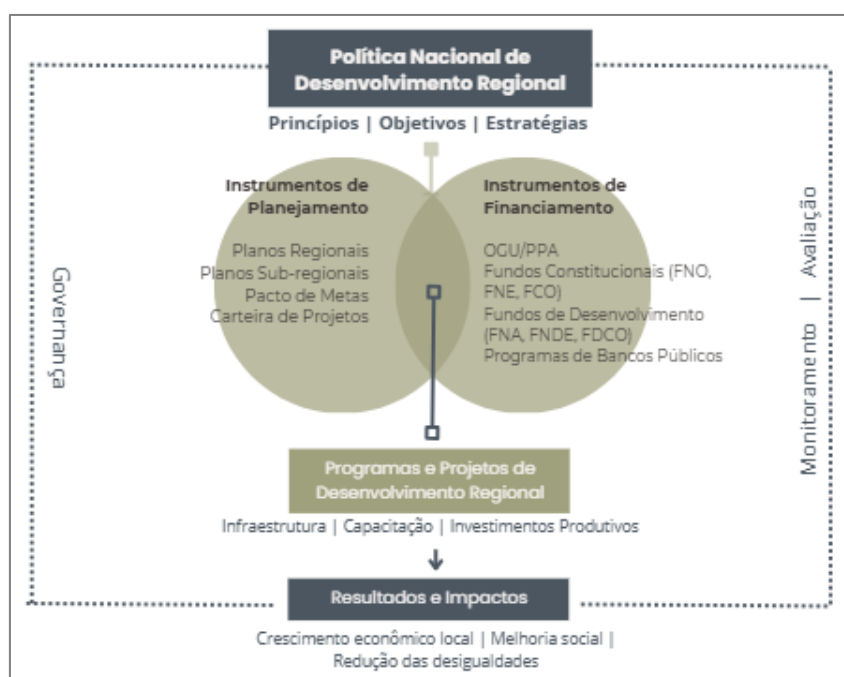 Política Nacional de
Desenvolvimento Regional
Princípios | Objetivos | Estratégias
Instrumentos de
Planejamento
Planos Regionais
Planos Sub-regionais
Pacto de Metas
Carteira de Projetos
Instrumentos de
Financiamento
OGU/PPA
Fundos Constitucionais (FNO,
FNE, FCO)
Fundos de Desenvolvimento
(FNA, FNDE, FDCO)
Programas de Bancos Públicos
Governança
Monitoramento | Avaliação
Programas e Projetos de
Desenvolvimento Regional
Infraestrutura | Capacitação | Investimentos Produtivos
Resultados e Impactos
Crescimento econômico local | Melhoria social |
Redução das desigualdades